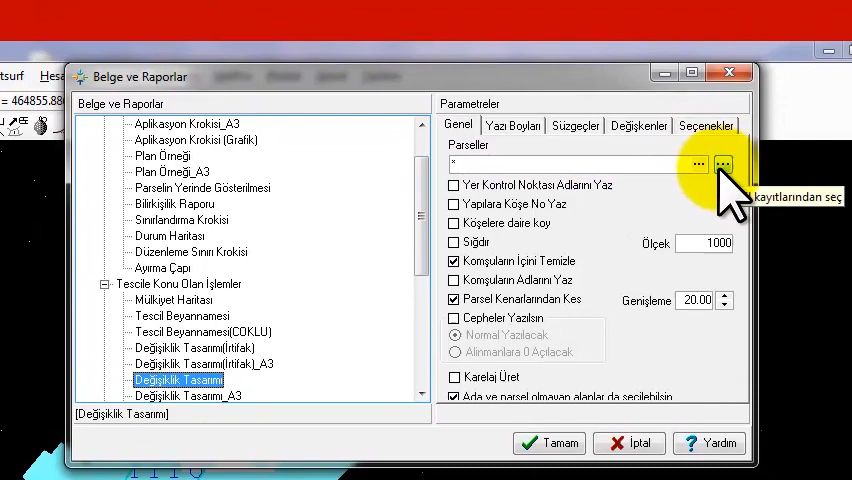 Belge ve Raporlar
= 464855.88
Belge ve Raporlar
Aplikasyon Krokisi_A3
Aplikasyon Krokisi (Grafik)
Plan Örneği
Plan Örneği_A3
Parselin Yerinde Gösterilmesi
Bilirkişilik Raporu
Sınırlandırma Krokisi
Durum Haritası
Düzenleme Sınırı Krokisi
Ayırma Çapı
Tescile Konu Olan İşlemler
Mülkiyet Haritası
Tescil Beyannamesi
Tescil Beyannamesi(ÇOKLU)
Değişiklik Tasarımı(İrtifak)
Değişiklik Tasarımı(İrtifak)_A3
Değişiklik Tasarımı
Değişiklik Tasarımı_A3
[Değişiklik Tasarımı]
Parametreler
Genel Yazı Boyları Süzgeçler Değişkenler Seçenekler
Parseller
* ... ...
kayıtlarından seç
Yer Kontrol Noktası Adlarını Yaz
Yapılara Köşe No Yaz
Köşelere daire koy
Sığdır
Ölçek 1000
Komşuların İçini Temizle
Komşuların Adlarını Yaz
Parsel Kenarlarından Kes
Genişleme 20.00
Cepheler Yazılsın
Normal Yazılacak
Alınmanlara 0 Açılacak
Karelaj Üret
Ada ve parsel olmayan alanlar da seçilebilsin
Tamam İptal Yardım